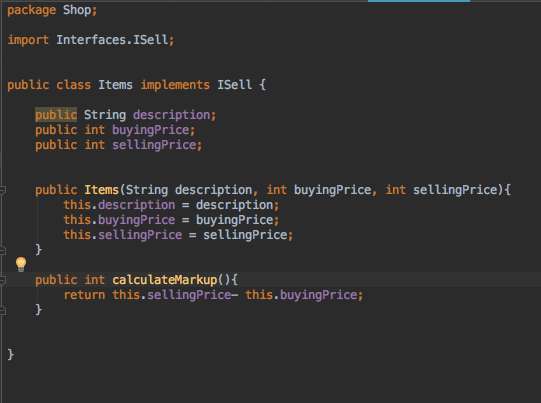 package Shop;
import Interfaces.ISell;
public class Items implements ISell {
public String description;
public int buyingPrice;
public int sellingPrice;
public Items(String description, int buyingPrice, int sellingPrice){
this.description = description;
this.buyingPrice = buyingPrice;
this.sellingPrice = sellingPrice;
}
public int calculateMarkup(){
return this.sellingPrice- this.buyingPrice;
}
}